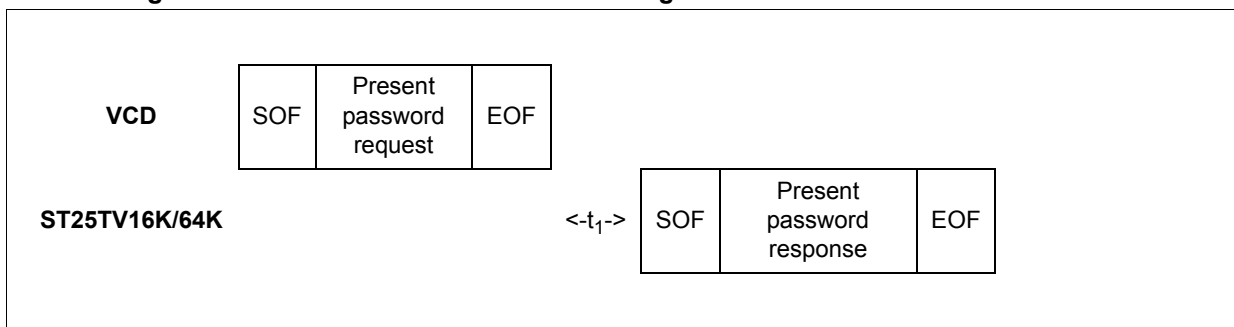 VCD
SOF
Present
password
request
EOF
ST25TV16K/64K
<-t1->
SOF
Present
password
response
EOF